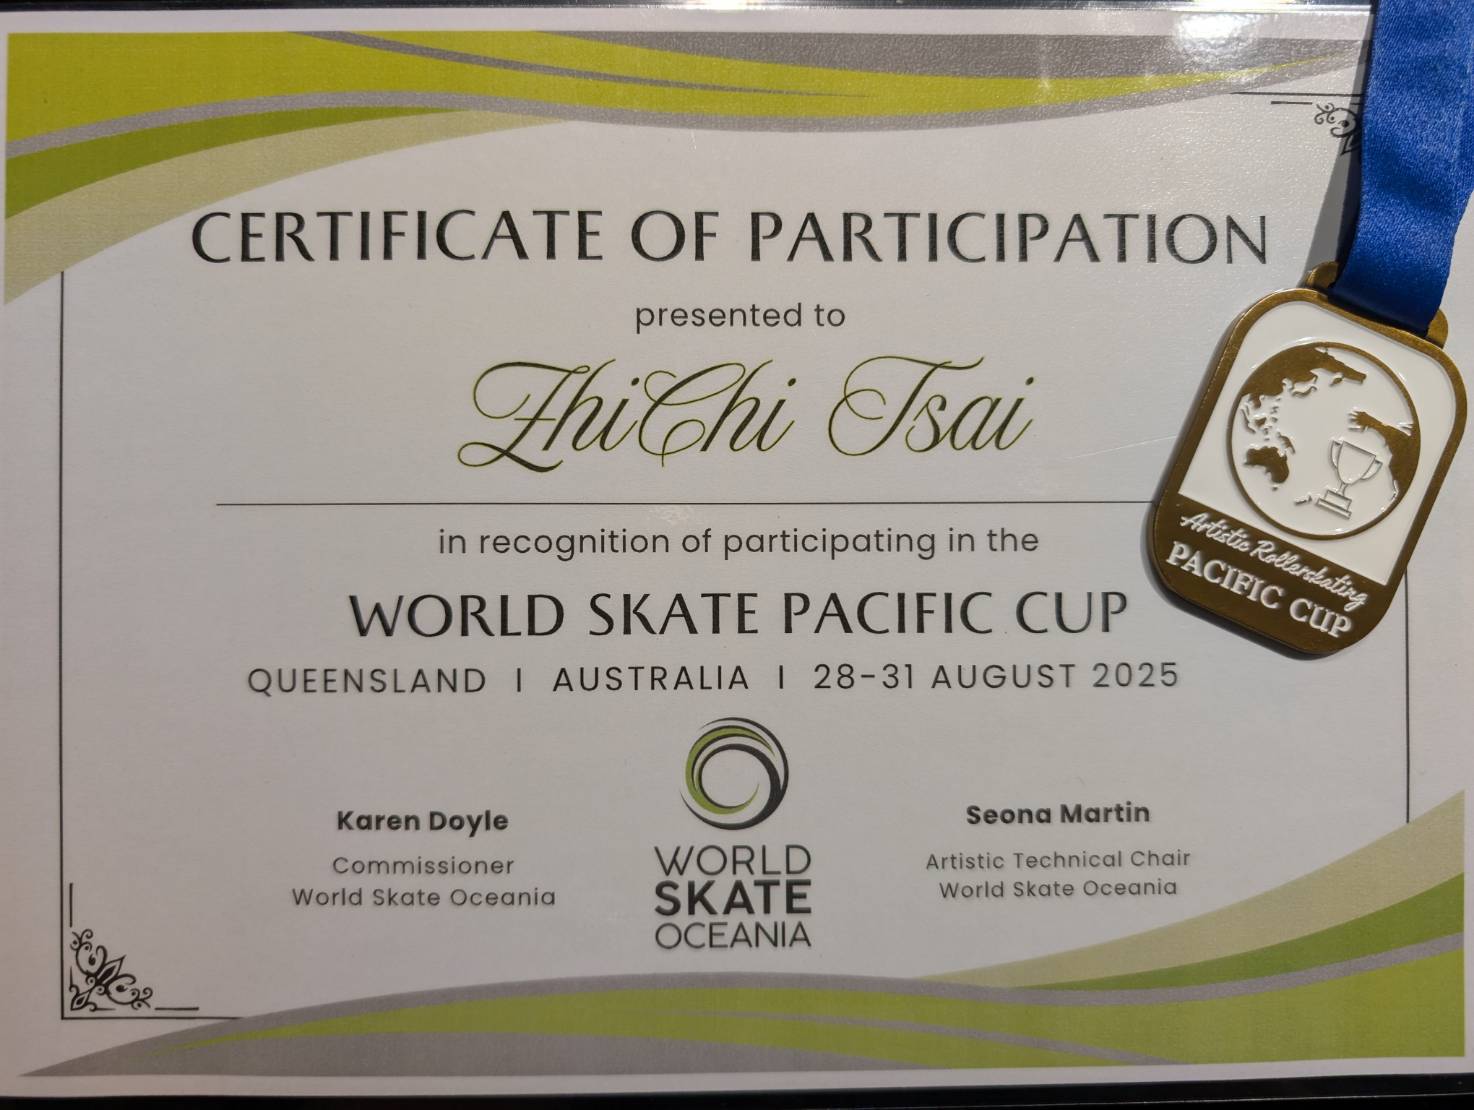 CERTIFICATE OF PARTICIPATION
presented to
ZhiChi Tsai
in recognition of participating in the
WORLD SKATE PACIFIC CUP
QUEENSLAND | AUSTRALIA | 28-31 AUGUST 2025
Karen Doyle
Commissioner
World Skate Oceania
WORLD
SKATE
OCEANIA
Seona Martin
Artistic Technical Chair
World Skate Oceania
Artistic Rollerskating
PACIFIC CUP